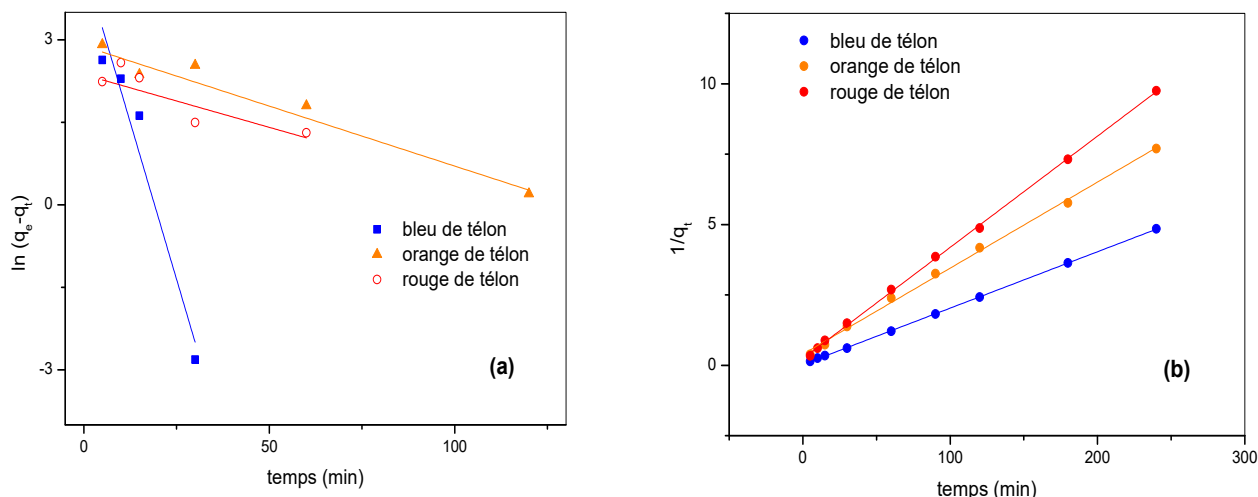 3
0
-3
0
50
100
ln (qe-qt)
temps (min)
bleu de télon
orange de télon
rouge de télon
(a)
bleu de télon
orange de télon
rouge de télon
10
5
0
0
100
200
300
1/qt
temps (min)
(b)